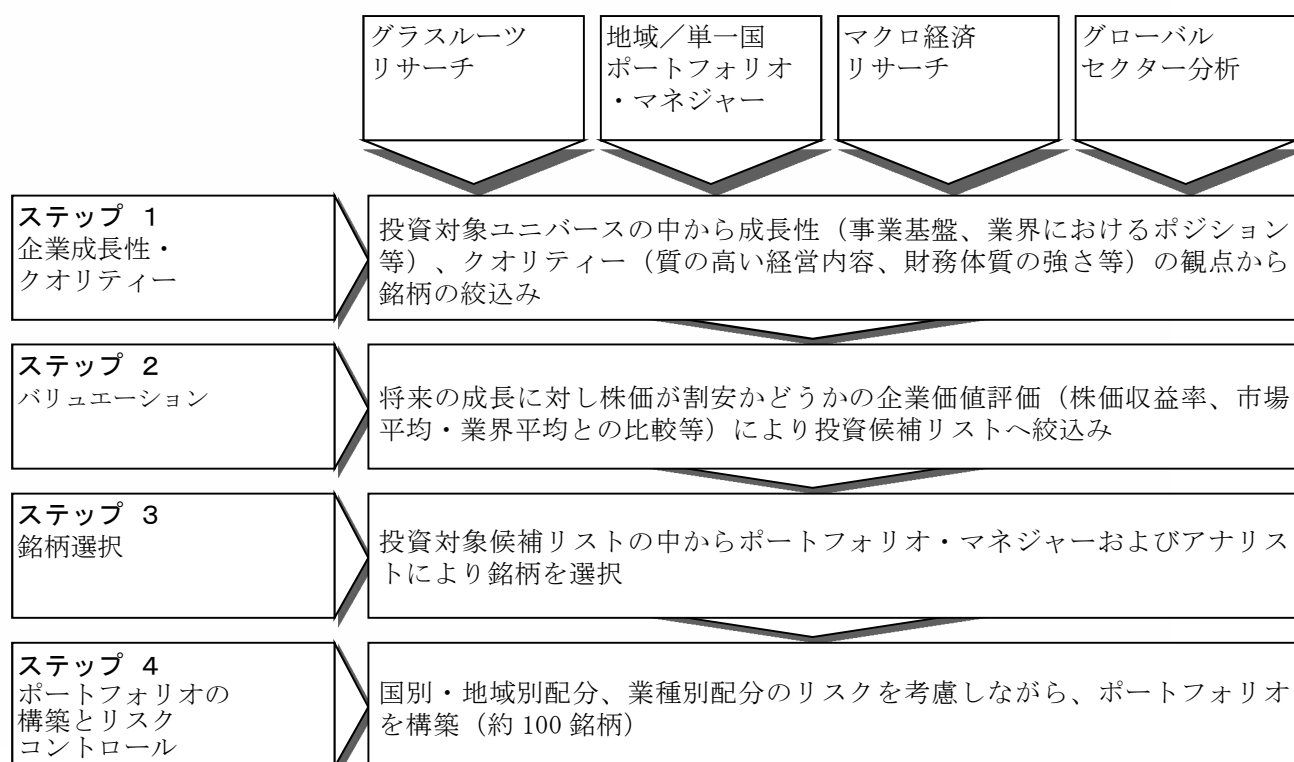 グラスルーツ
リサーチ
地域／単一国
ポートフォリオ
・マネジャー
マクロ経済
リサーチ
グローバル
セクター分析
ステップ １
企業成長性・
クオリティー
投資対象ユニバースの中から成長性（事業基盤、業界におけるポジション
等）、クオリティー（質の高い経営内容、財務体質の強さ等）の観点から
銘柄の絞込み
ステップ ２
バリュエーション
将来の成長に対し株価が割安かどうかの企業価値評価（株価収益率、市場
平均・業界平均との比較等）により投資候補リストへ絞込み
ステップ ３
銘柄選択
投資対象候補リストの中からポートフォリオ・マネジャーおよびアナリス
トにより銘柄を選択
ステップ ４
ポートフォリオの
構築とリスク
コントロール
国別・地域別配分、業種別配分のリスクを考慮しながら、ポートフォリオ
を構築（約 100 銘柄）